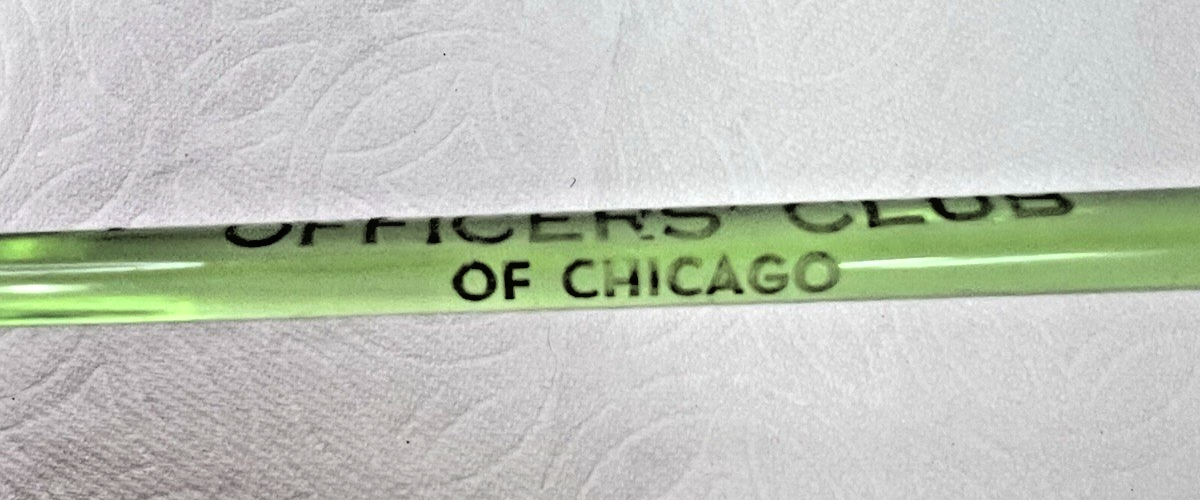 OFFICERS' CLUB
OF CHICAGO